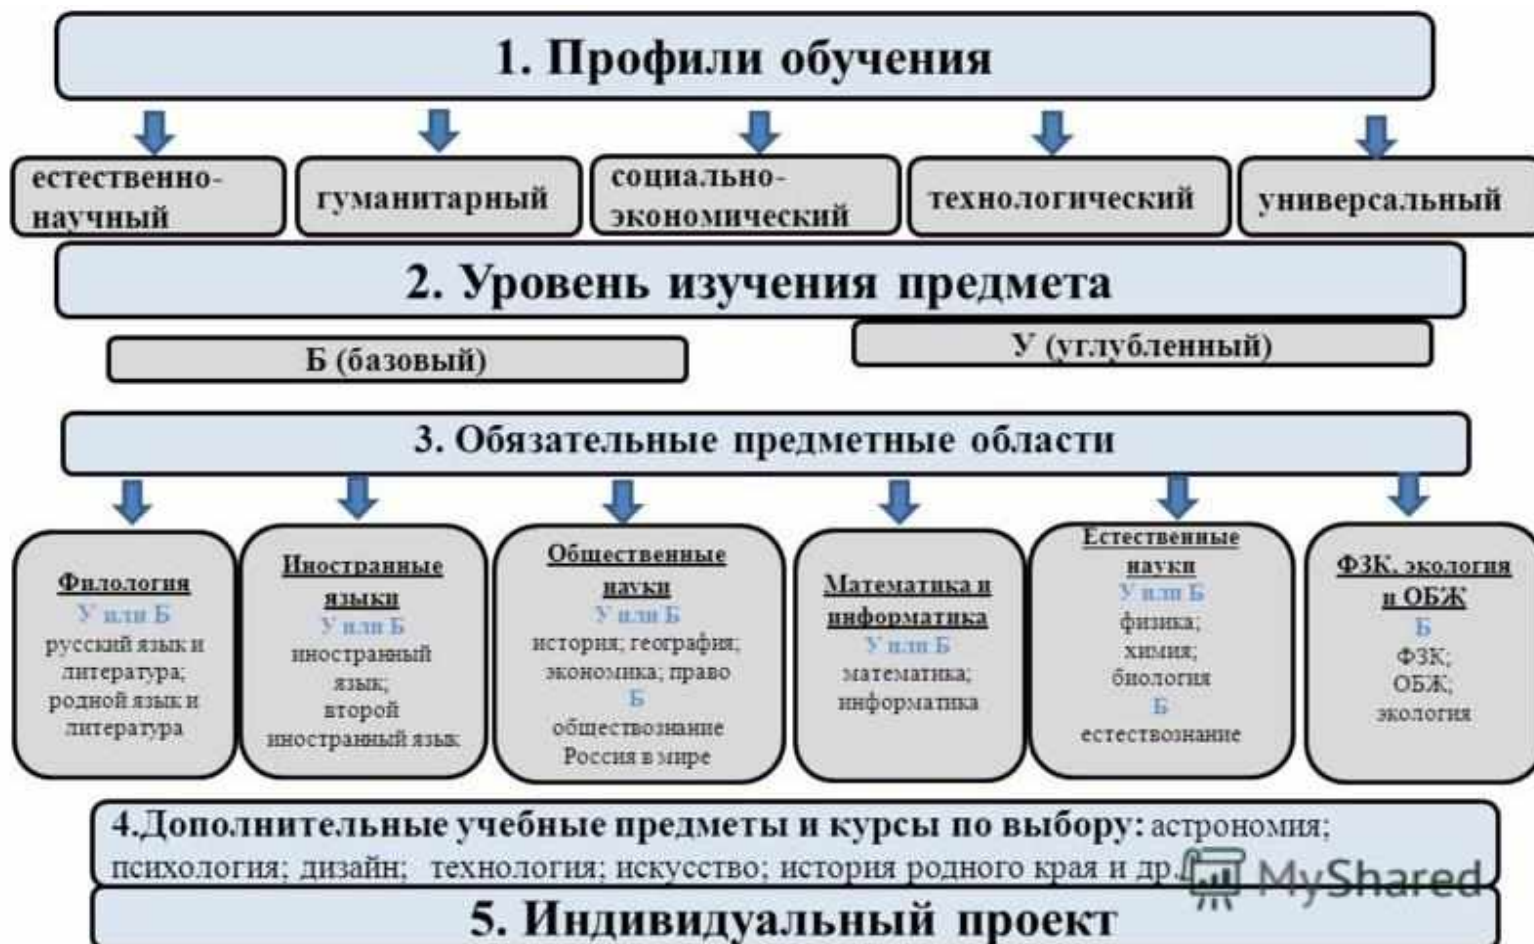 1. Профили обучения
естественно-
научный
гуманитарный
социально-
экономический
технологический
универсальный
2. Уровень изучения предмета
Б (базовый)
У (углубленный)
3. Обязательные предметные области
Филология
У или Б
русский язык и
литература;
родной язык и
литература
Иностранные
языки
У или Б
иностранный
язык;
второй
иностранный язык
Общественные
науки
У или Б
история; география;
экономика; право
Б
обществознание
Россия в мире
Математика и
информатика
У или Б
математика;
информатика
Естественные
науки
У или Б
физика;
химия;
биология
Б
естествознание
ФЗК, экология
и ОБЖ
Б
ФЗК;
ОБЖ;
экология
4.Дополнительные учебные предметы и курсы по выбору: астрономия;
психология; дизайн; технология; искусство; история родного края и др.
MyShared
5. Индивидуальный проект